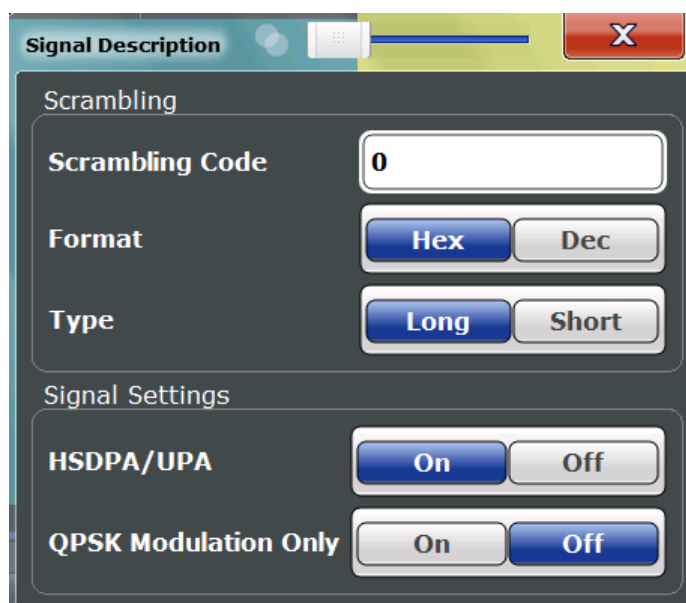 Signal Description X
Scrambling
Scrambling Code 0
Format Hex Dec
Type Long Short
Signal Settings
HSDPA/UPA On Off
QPSK Modulation Only On Off